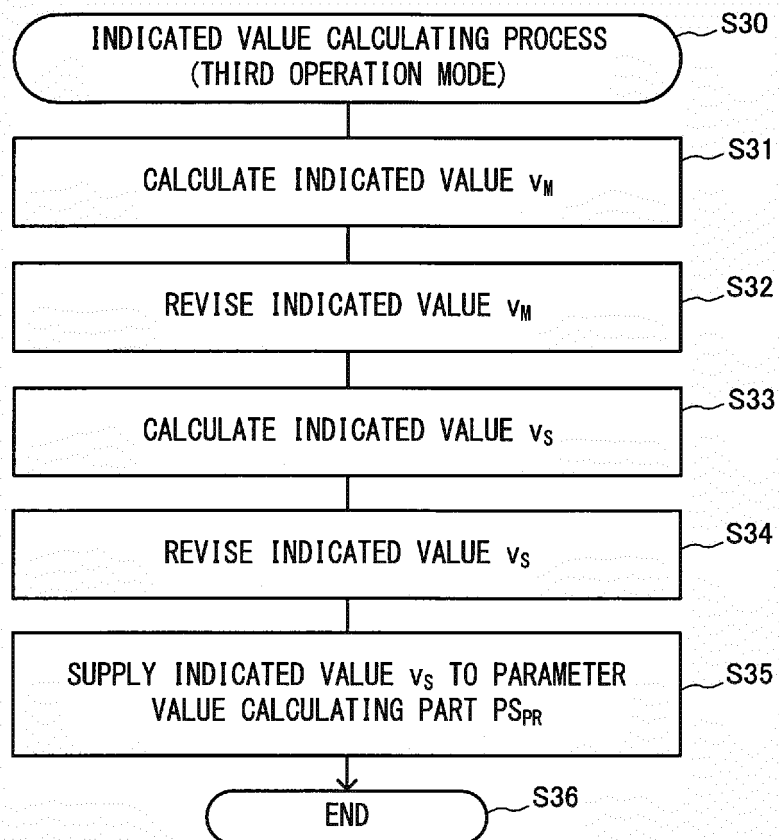 INDICATED VALUE CALCULATING PROCESS
(THIRD OPERATION MODE)
S30
CALCULATE INDICATED VALUE vM
S31
REVISE INDICATED VALUE vM
S32
CALCULATE INDICATED VALUE vS
S33
REVISE INDICATED VALUE vS
S34
SUPPLY INDICATED VALUE vS TO PARAMETER
VALUE CALCULATING PART PSPR
S35
END
S36